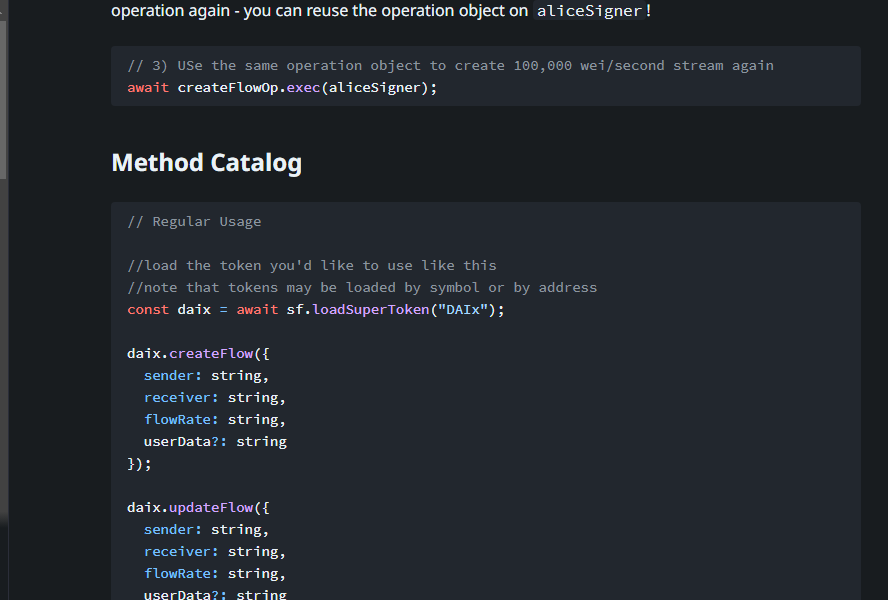 operation again - you can reuse the operation object on aliceSigner!
// 3) USe the same operation object to create 100,000 wei/second stream again
await createFlowOp.exec(aliceSigner);
Method Catalog
// Regular Usage
//load the token you'd like to use like this
//note that tokens may be loaded by symbol or by address
const daix = await sf.loadSuperToken("DAIx");
daix.createFlow({
  sender: string,
  receiver: string,
  flowRate: string,
  userData?: string
});
daix.updateFlow({
  sender: string,
  receiver: string,
  flowRate: string,
  userData?: string